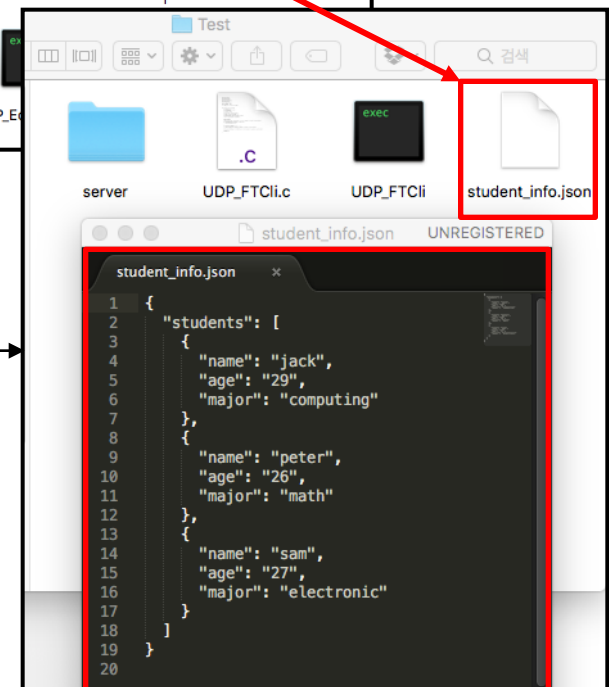 Test
검색
exec
.C
server
UDP_FTCli.c
UDP_FTCli
student_info.json
student_info.json
UNREGISTERED
student_info.json ×
1 {
2 "students": [
3 {
4 "name": "jack",
5 "age": "29",
6 "major": "computing"
7 },
8 {
9 "name": "peter",
10 "age": "26",
11 "major": "math"
12 },
13 {
14 "name": "sam",
15 "age": "27",
16 "major": "electronic"
17 }
18 ]
19 }
20